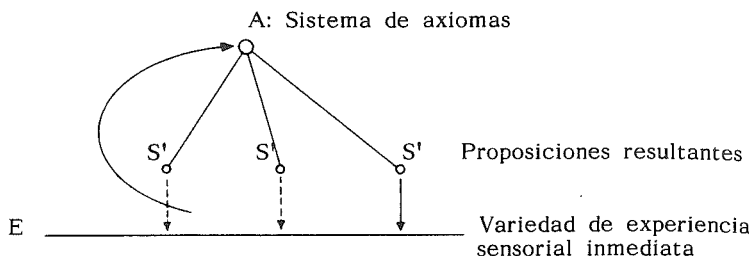 A: Sistema de axiomas
S' S' S' Proposiciones resultantes
E Variedad de experiencia
sensorial inmediata